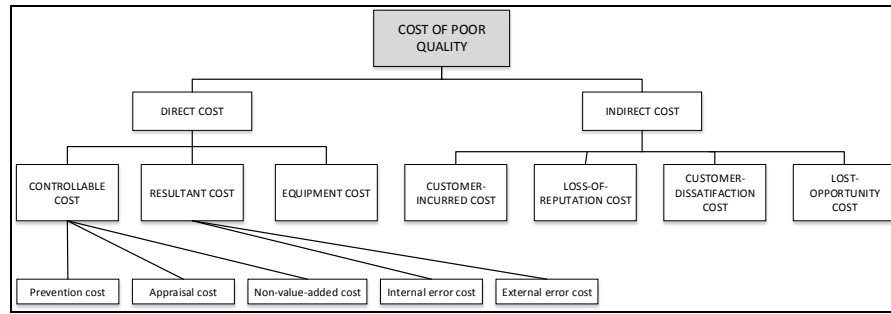 COST OF POOR
QUALITY
DIRECT COST
INDIRECT COST
CONTROLLABLE
COST
RESULTANT COST
EQUIPMENT COST
CUSTOMER-
INCURRED COST
LOSS-OF-
REPUTATION COST
CUSTOMER-
DISSATIFACTION
COST
LOST-
OPPORTUNITY
COST
Prevention cost
Appraisal cost
Non-value-added cost
Internal error cost
External error cost